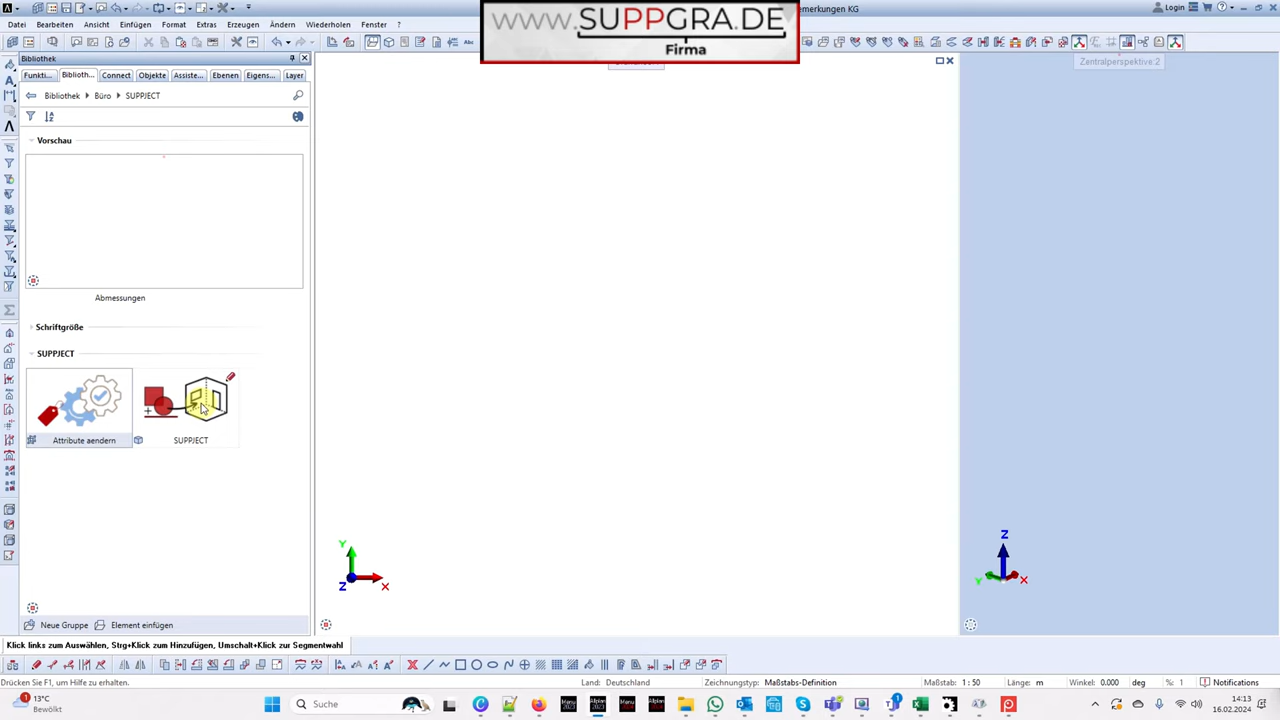 www.SUPPGRA.DE
Firma
emerkungen KG
Login
Datei Bearbeiten Ansicht Einfügen Format Extras Erzeugen Ändern Wiederholen Fenster ?
Bibliothek
Funkti... Biblioth... Connect Objekte Assiste... Ebenen Eigens... Layer
Zentralperspektive:2
Bibliothek Büro SUPPJECT
Vorschau
Abmessungen
Schriftgröße
SUPPJECT
Attribute aendern
SUPPJECT
Y
Z
X
Z
Y
X
Neue Gruppe Element einfügen
Klick links zum Auswählen, Strg+Klick zum Hinzufügen, Umschalt+Klick zur Segmentwahl
Drücken Sie F1, um Hilfe zu erhalten.
Land: Deutschland
Zeichnungstyp: Maßstabs-Definition
Maßstab: 1 : 50
Länge: m
Winkel: 0.000 deg
%: 1
Notifications
13°C
Bewölkt
Suche
14:13
16.02.2024